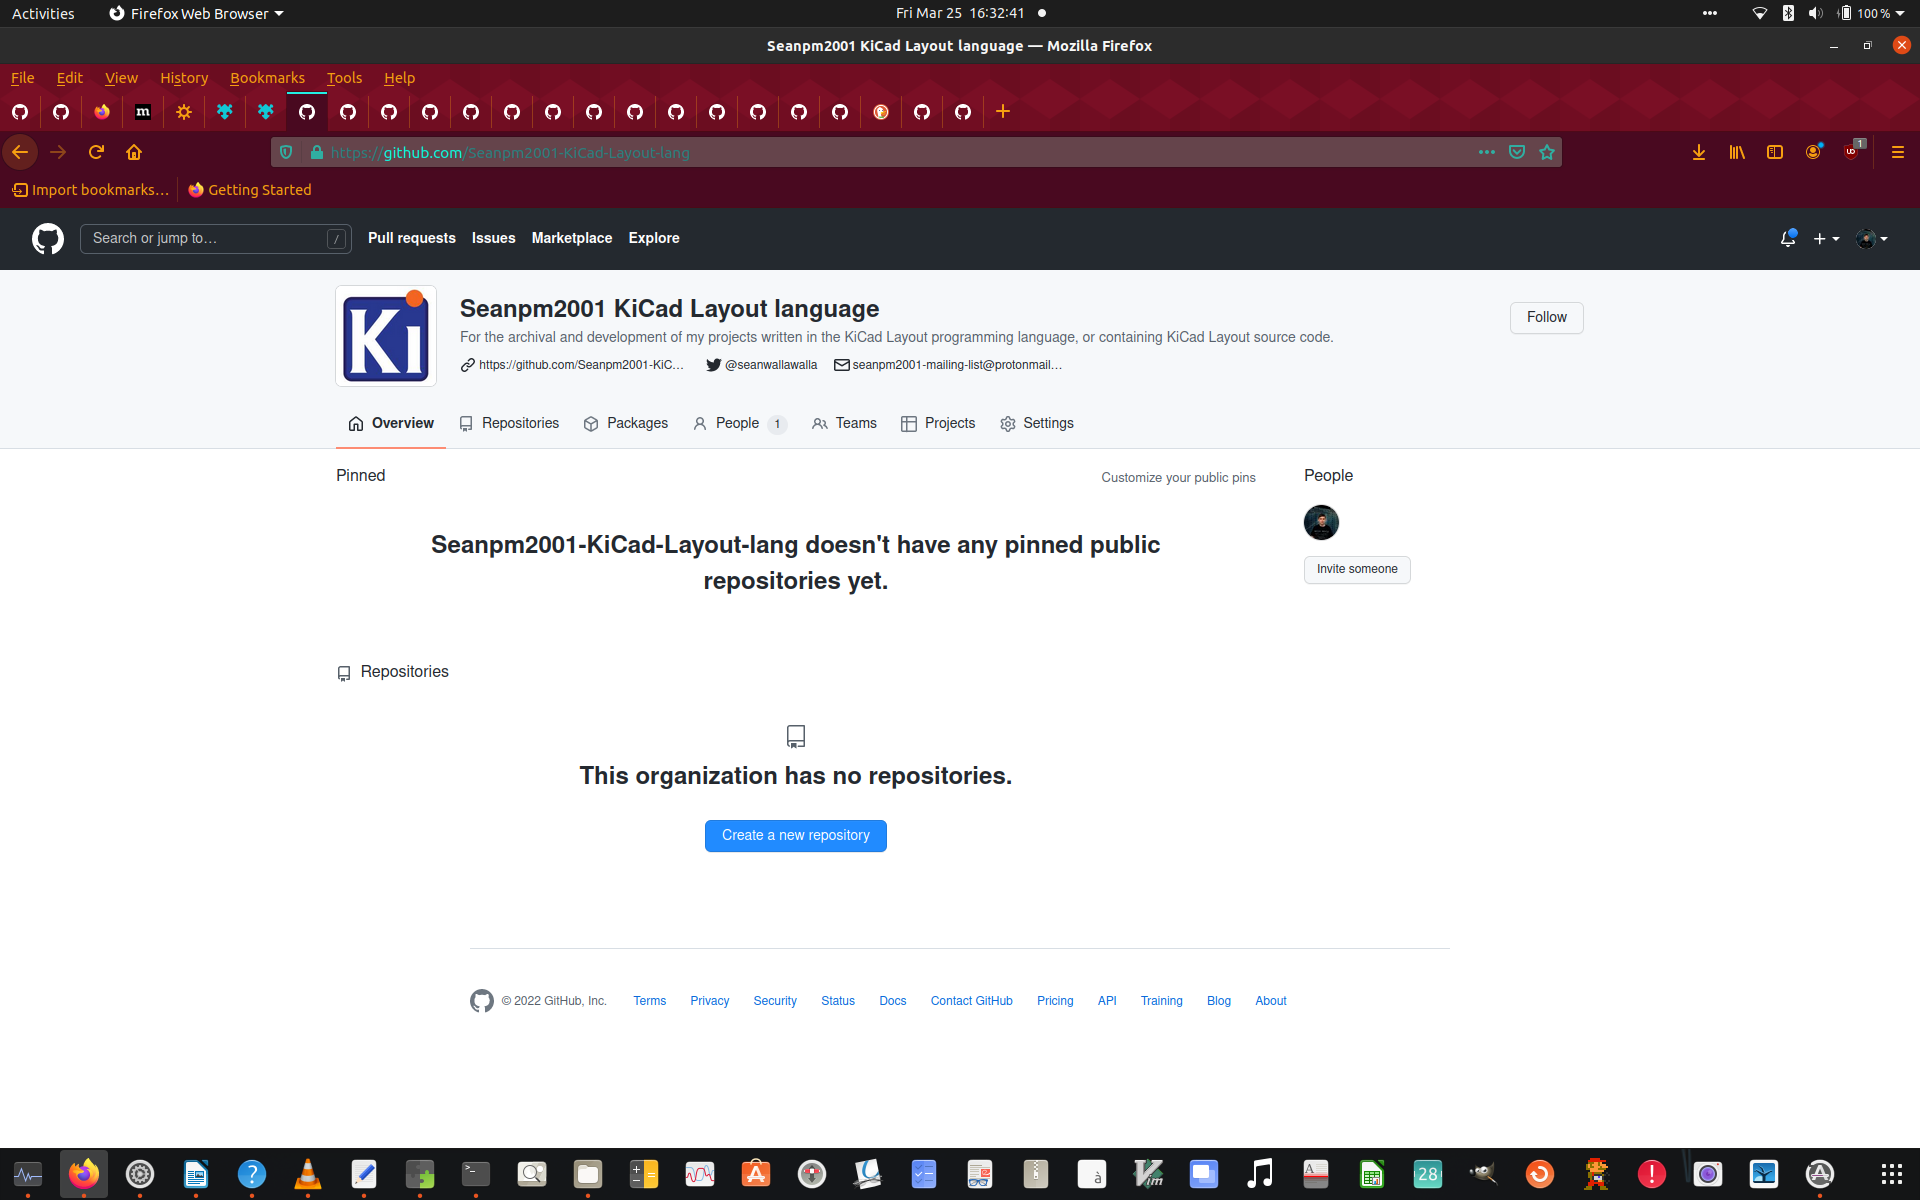 Activities
Firefox Web Browser
Fri Mar 25 16:32:41
100 %
Seanpm2001 KiCad Layout language — Mozilla Firefox
File Edit View History Bookmarks Tools Help
m
https://github.com/Seanpm2001-KiCad-Layout-lang
1
Import bookmarks...
Getting Started
Search or jump to...
/
Pull requests Issues Marketplace Explore
Ki
Seanpm2001 KiCad Layout language
Follow
For the archival and development of my projects written in the KiCad Layout programming language, or containing KiCad Layout source code.
https://github.com/Seanpm2001-KiC... @seanwallawalla seanpm2001-mailing-list@protonmail...
Overview Repositories Packages People 1 Teams Projects Settings
Pinned
Customize your public pins
People
Seanpm2001-KiCad-Layout-lang doesn't have any pinned public
repositories yet.
Invite someone
Repositories
This organization has no repositories.
Create a new repository
© 2022 GitHub, Inc. Terms Privacy Security Status Docs Contact GitHub Pricing API Training Blog About
28